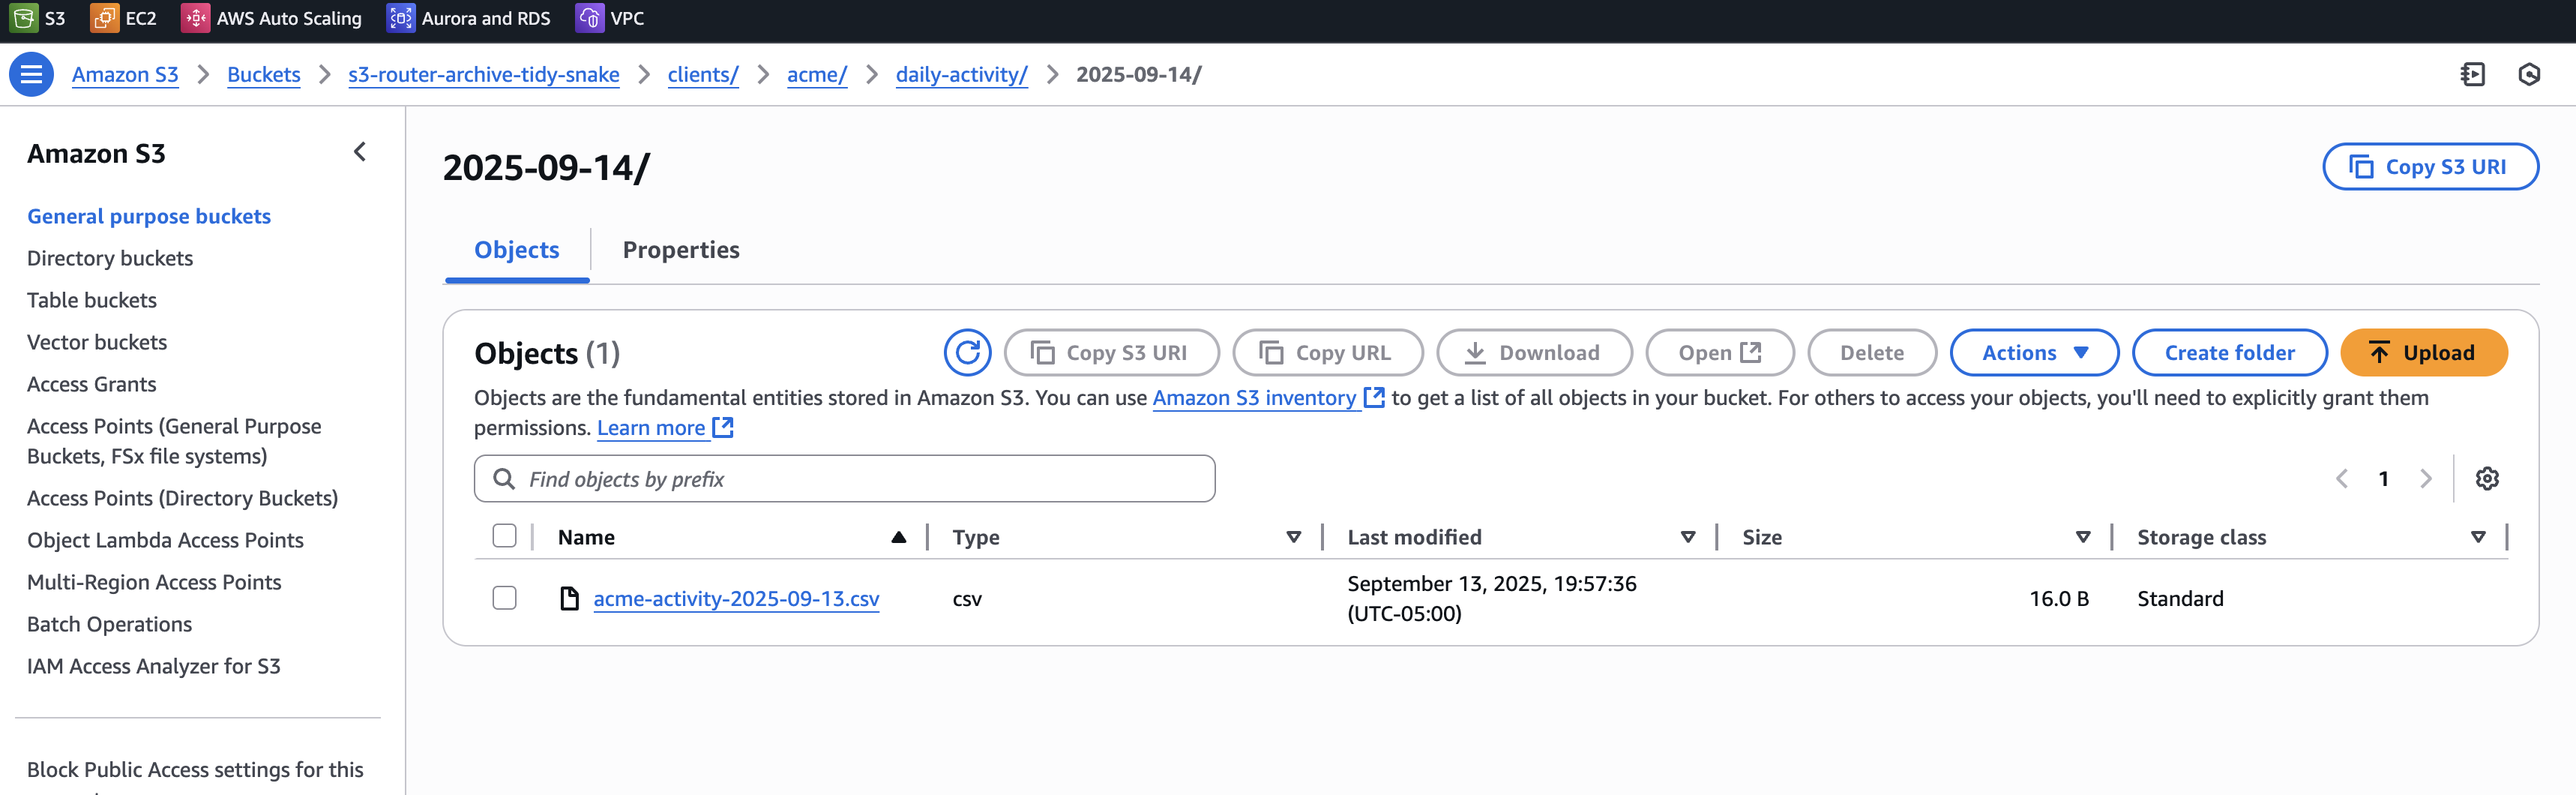 S3 EC2 AWS Auto Scaling Aurora and RDS VPC
Amazon S3 Buckets s3-router-archive-tidy-snake clients/ acme/ daily-activity/ 2025-09-14/
Amazon S3
General purpose buckets
Directory buckets
Table buckets
Vector buckets
Access Grants
Access Points (General Purpose
Buckets, FSx file systems)
Access Points (Directory Buckets)
Object Lambda Access Points
Multi-Region Access Points
Batch Operations
IAM Access Analyzer for S3
Block Public Access settings for this
2025-09-14/
Copy S3 URI
Objects Properties
Objects (1)
Copy S3 URI Copy URL Download Open Delete Actions Create folder Upload
Objects are the fundamental entities stored in Amazon S3. You can use Amazon S3 inventory to get a list of all objects in your bucket. For others to access your objects, you'll need to explicitly grant them
permissions. Learn more
Find objects by prefix
1
Name Type Last modified Size Storage class
acme-activity-2025-09-13.csv csv September 13, 2025, 19:57:36 16.0 B Standard
(UTC-05:00)